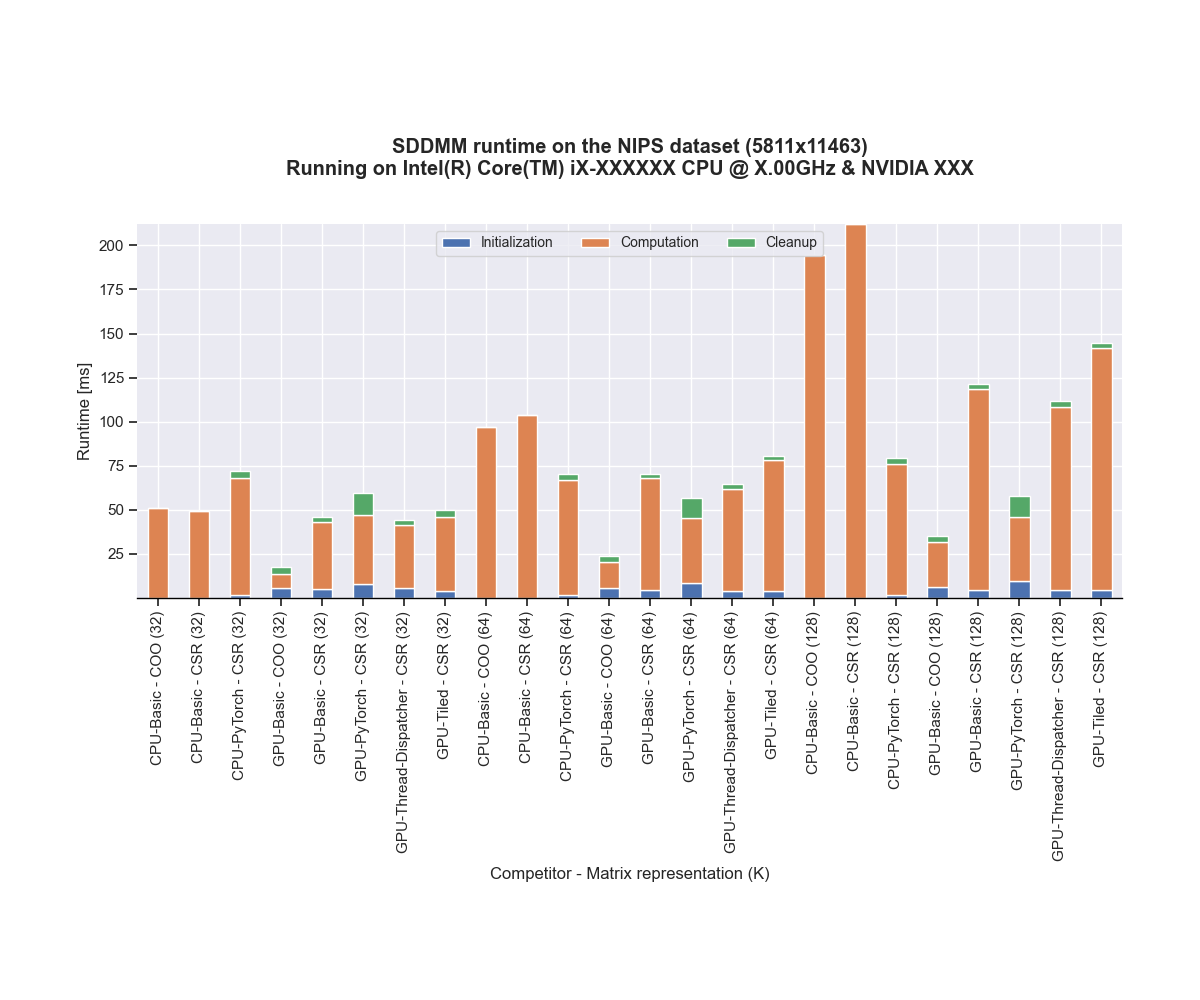 SDDMM runtime on the NIPS dataset (5811x11463)
Running on Intel(R) Core(TM) iX-XXXXXX CPU @ X.00GHz & NVIDIA XXX
Initialization
Computation
Cleanup
Runtime [ms]
200
175
150
125
100
75
50
25
CPU-Basic - COO (32)
CPU-Basic - CSR (32)
CPU-PyTorch - CSR (32)
GPU-Basic - COO (32)
GPU-Basic - CSR (32)
GPU-PyTorch - CSR (32)
GPU-Thread-Dispatcher - CSR (32)
GPU-Tiled - CSR (32)
CPU-Basic - COO (64)
CPU-Basic - CSR (64)
CPU-PyTorch - CSR (64)
GPU-Basic - COO (64)
GPU-Basic - CSR (64)
GPU-PyTorch - CSR (64)
GPU-Thread-Dispatcher - CSR (64)
GPU-Tiled - CSR (64)
CPU-Basic - COO (128)
CPU-Basic - CSR (128)
CPU-PyTorch - CSR (128)
GPU-Basic - COO (128)
GPU-Basic - CSR (128)
GPU-PyTorch - CSR (128)
GPU-Thread-Dispatcher - CSR (128)
GPU-Tiled - CSR (128)
Competitor - Matrix representation (K)